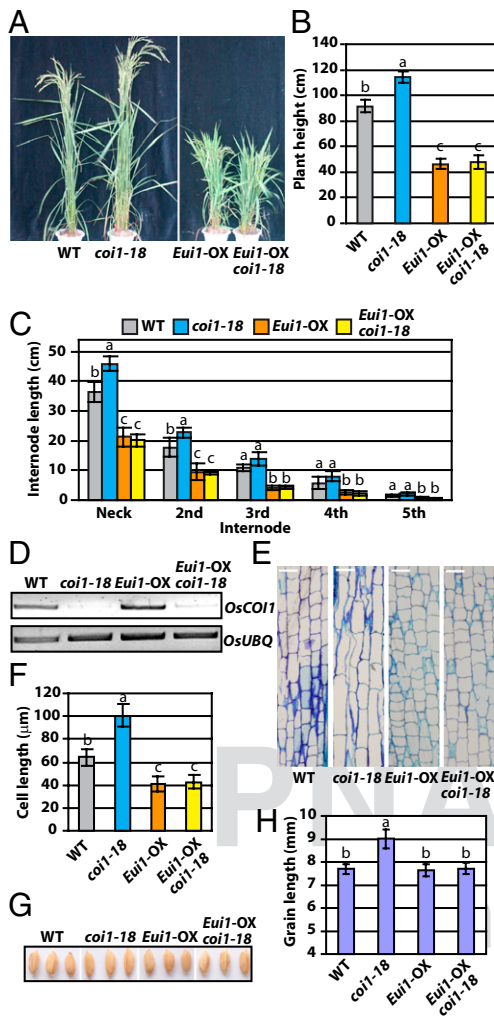 A
WT coi1-18 Eui1-OX Eui1-OX
coi1-18
B
Plant height (cm)
140
120
100
80
60
40
20
0
b
a
c
c
WT
coi1-18
Eui1-OX
Eui1-OX
coi1-18
C
WT coi1-18 Eui1-OX Eui1-OX
coi1-18
Internode length (cm)
50
40
30
20
10
0
b a c c
b a c c
a a b b
a a b b
a a b b
Neck 2nd 3rd 4th 5th
Internode
D
WT coi1-18 Eui1-OX Eui1-OX
coi1-18
OsCOI1
OsUBQ
E
WT coi1-18 Eui1-OX Eui1-OX
coi1-18
F
Cell length (μm)
120
100
80
60
40
20
0
b
a
c
c
WT
coi1-18
Eui1-OX
Eui1-OX
coi1-18
PNA
G
WT coi1-18 Eui1-OX Eui1-OX
coi1-18
H
Grain length (mm)
10
9
8
7
6
5
4
b
a
b
b
WT
coi1-18
Eui1-OX
Eui1-OX
coi1-18